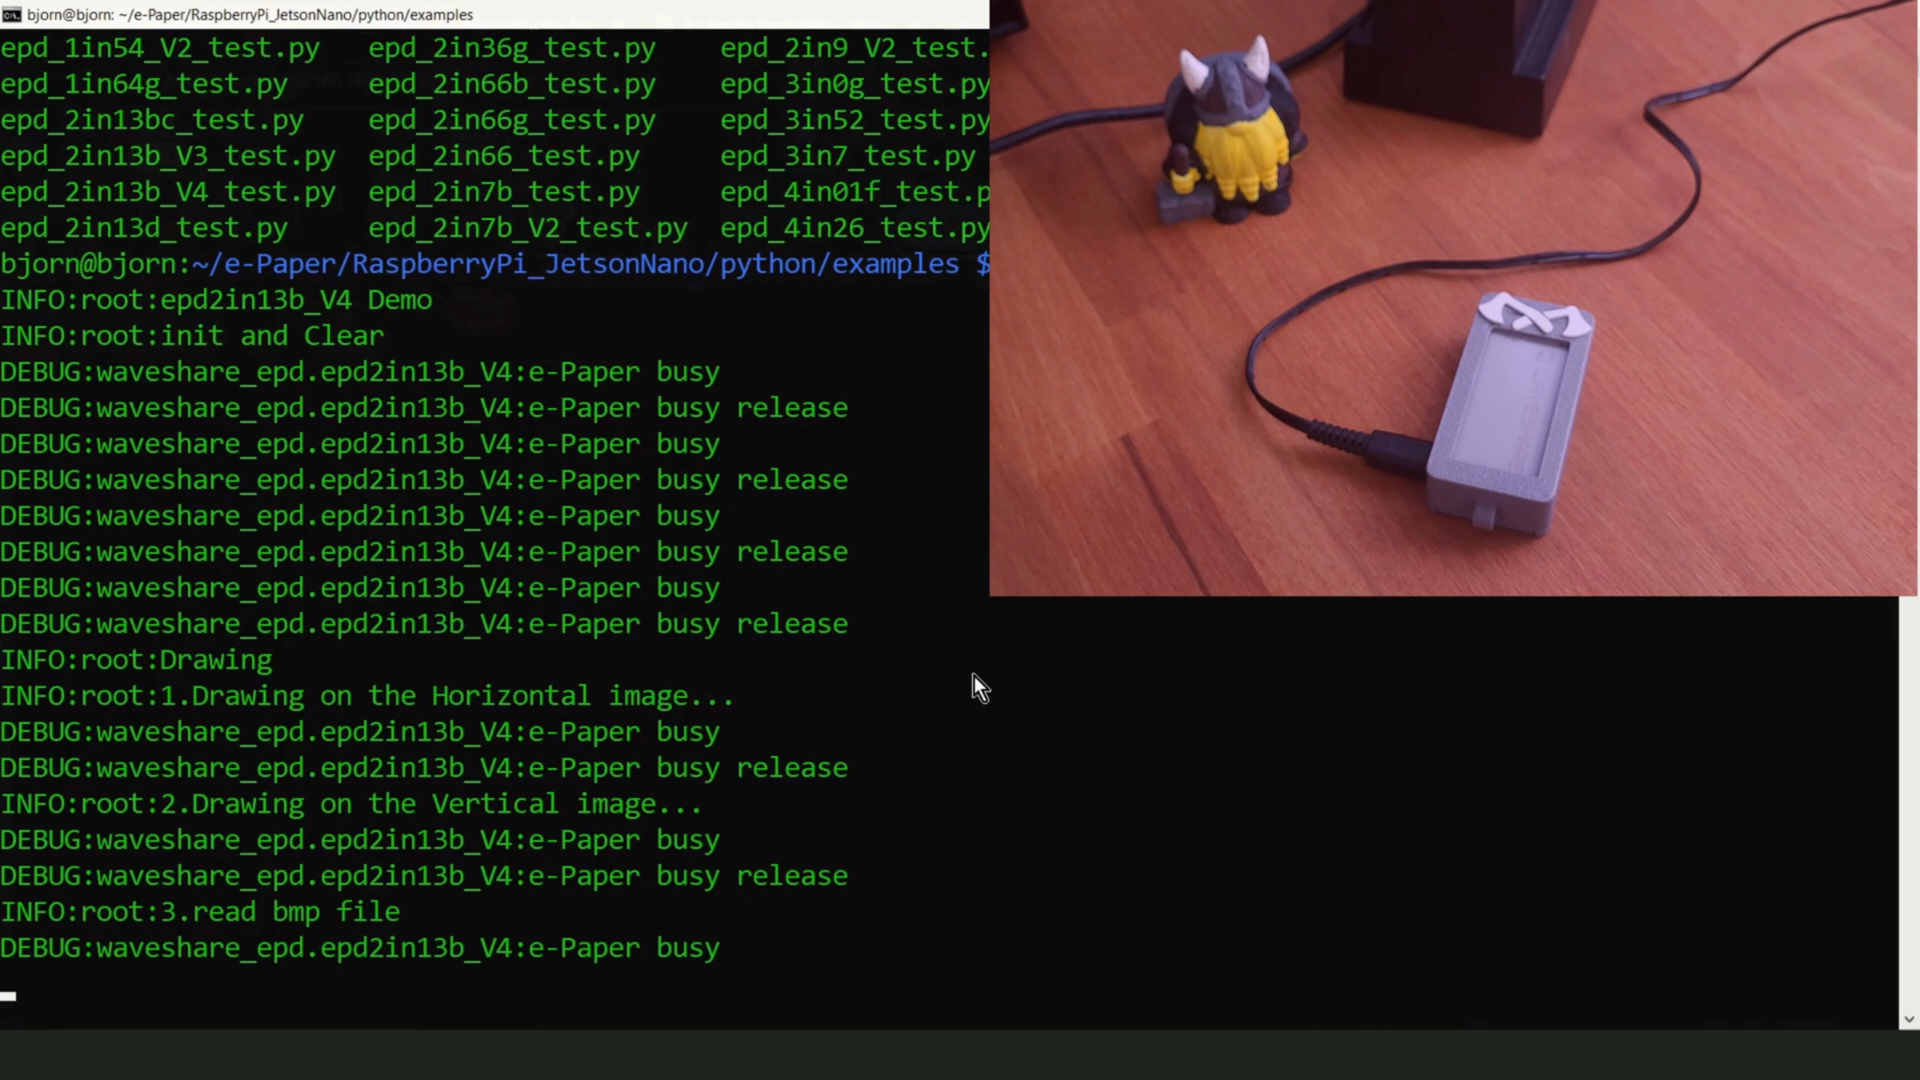 bjorn@bjorn: ~/e-Paper/RaspberryPi_JetsonNano/python/examples
epd_1in54_V2_test.py epd_2in36g_test.py epd_2in9_V2_test.
epd_1in64g_test.py epd_2in66b_test.py epd_3in0g_test.py
epd_2in13bc_test.py epd_2in66g_test.py epd_3in52_test.py
epd_2in13b_V3_test.py epd_2in66_test.py epd_3in7_test.py
epd_2in13b_V4_test.py epd_2in7b_test.py epd_4in01f_test.p
epd_2in13d_test.py epd_2in7b_V2_test.py epd_4in26_test.py
bjorn@bjorn:~/e-Paper/RaspberryPi_JetsonNano/python/examples $
INFO:root:epd2in13b_V4 Demo
INFO:root:init and Clear
DEBUG:waveshare_epd.epd2in13b_V4:e-Paper busy
DEBUG:waveshare_epd.epd2in13b_V4:e-Paper busy release
DEBUG:waveshare_epd.epd2in13b_V4:e-Paper busy
DEBUG:waveshare_epd.epd2in13b_V4:e-Paper busy release
DEBUG:waveshare_epd.epd2in13b_V4:e-Paper busy
DEBUG:waveshare_epd.epd2in13b_V4:e-Paper busy release
DEBUG:waveshare_epd.epd2in13b_V4:e-Paper busy
DEBUG:waveshare_epd.epd2in13b_V4:e-Paper busy release
INFO:root:Drawing
INFO:root:1.Drawing on the Horizontal image...
DEBUG:waveshare_epd.epd2in13b_V4:e-Paper busy
DEBUG:waveshare_epd.epd2in13b_V4:e-Paper busy release
INFO:root:2.Drawing on the Vertical image...
DEBUG:waveshare_epd.epd2in13b_V4:e-Paper busy
DEBUG:waveshare_epd.epd2in13b_V4:e-Paper busy release
INFO:root:3.read bmp file
DEBUG:waveshare_epd.epd2in13b_V4:e-Paper busy